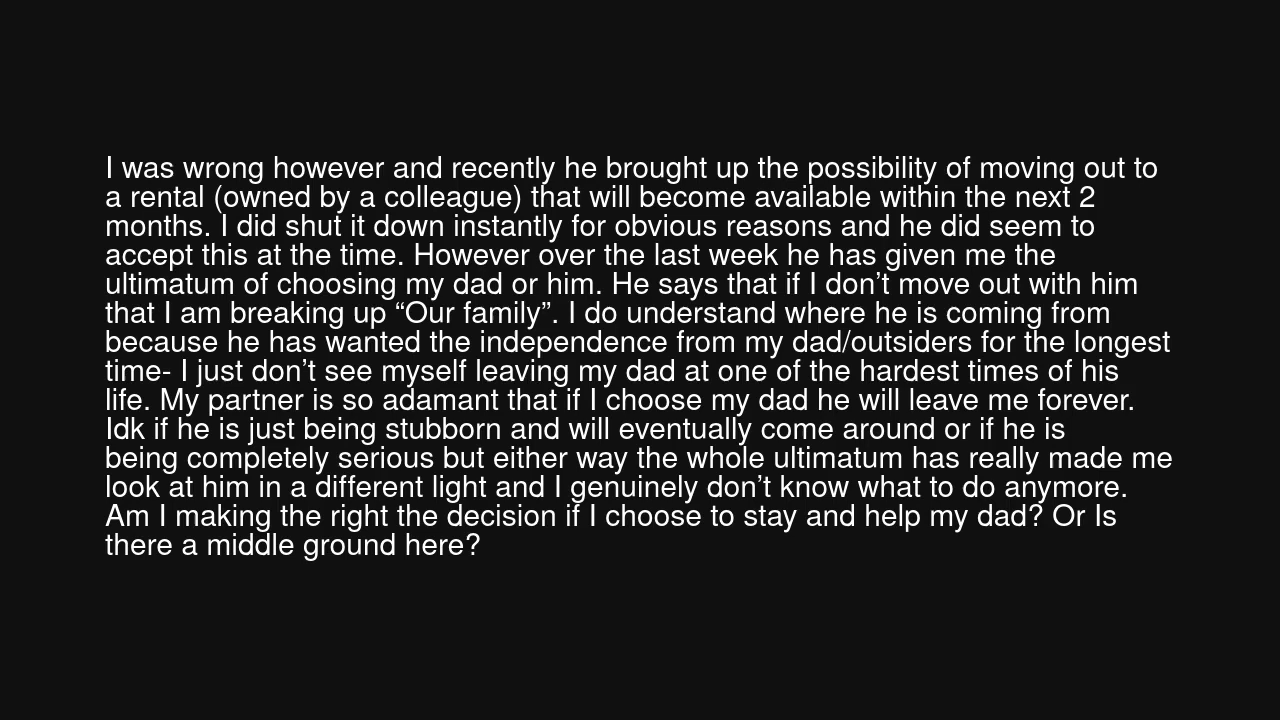 I was wrong however and recently he brought up the possibility of moving out to
a rental (owned by a colleague) that will become available within the next 2
months. I did shut it down instantly for obvious reasons and he did seem to
accept this at the time. However over the last week he has given me the
ultimatum of choosing my dad or him. He says that if I don’t move out with him
that I am breaking up “Our family”. I do understand where he is coming from
because he has wanted the independence from my dad/outsiders for the longest
time- I just don’t see myself leaving my dad at one of the hardest times of his
life. My partner is so adamant that if I choose my dad he will leave me forever.
Idk if he is just being stubborn and will eventually come around or if he is
being completely serious but either way the whole ultimatum has really made me
look at him in a different light and I genuinely don’t know what to do anymore.
Am I making the right the decision if I choose to stay and help my dad? Or Is
there a middle ground here?